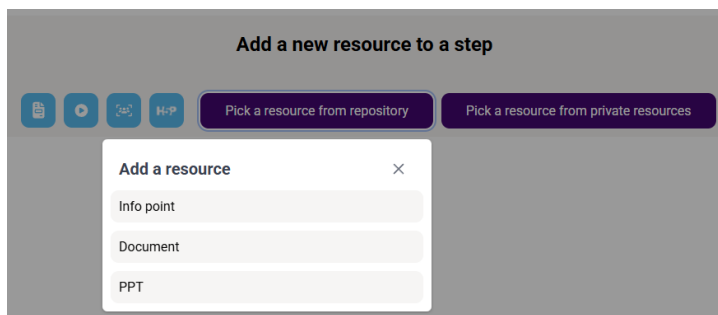 Add a new resource to a step
H5P
Pick a resource from repository
Pick a resource from private resources
Add a resource
Info point
Document
PPT